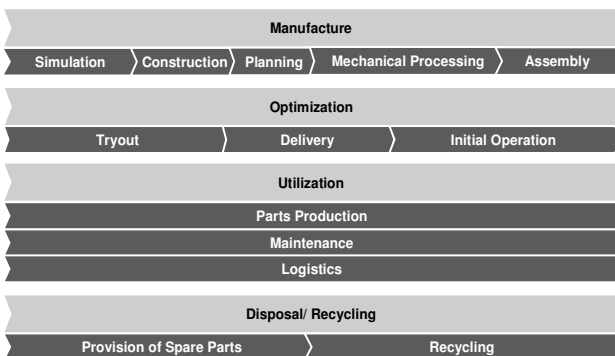 Manufacture
Simulation Construction Planning Mechanical Processing Assembly
Optimization
Tryout Delivery Initial Operation
Utilization
Parts Production
Maintenance
Logistics
Disposal/ Recycling
Provision of Spare Parts Recycling